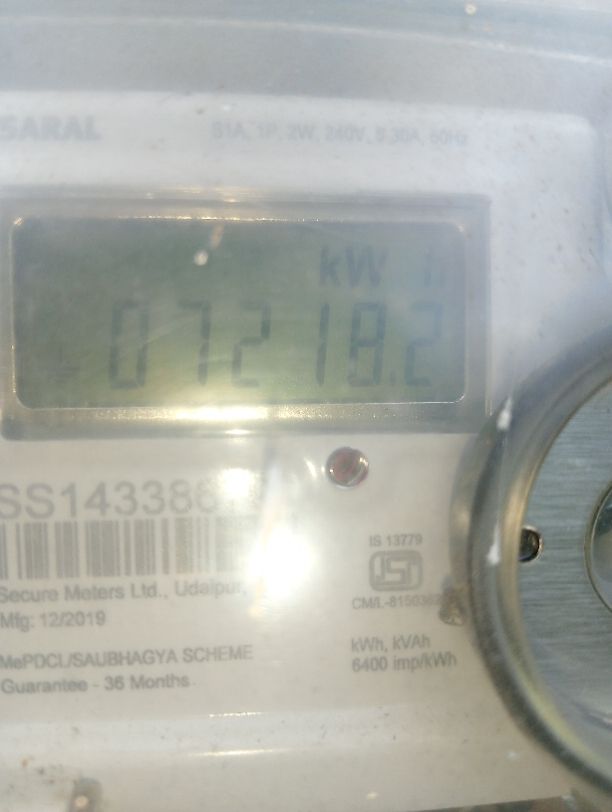 SARAL
S1A, 1P, 2W, 240V, 5-30A, 50Hz
kW h
07218.2
IS 13779
Secure Meters Ltd., Udaipur,
Mfg: 12/2019
MePDCL/SAUBHAGYA SCHEME
kWh, kVAh
6400 imp/kWh
Guarantee - 36 Months